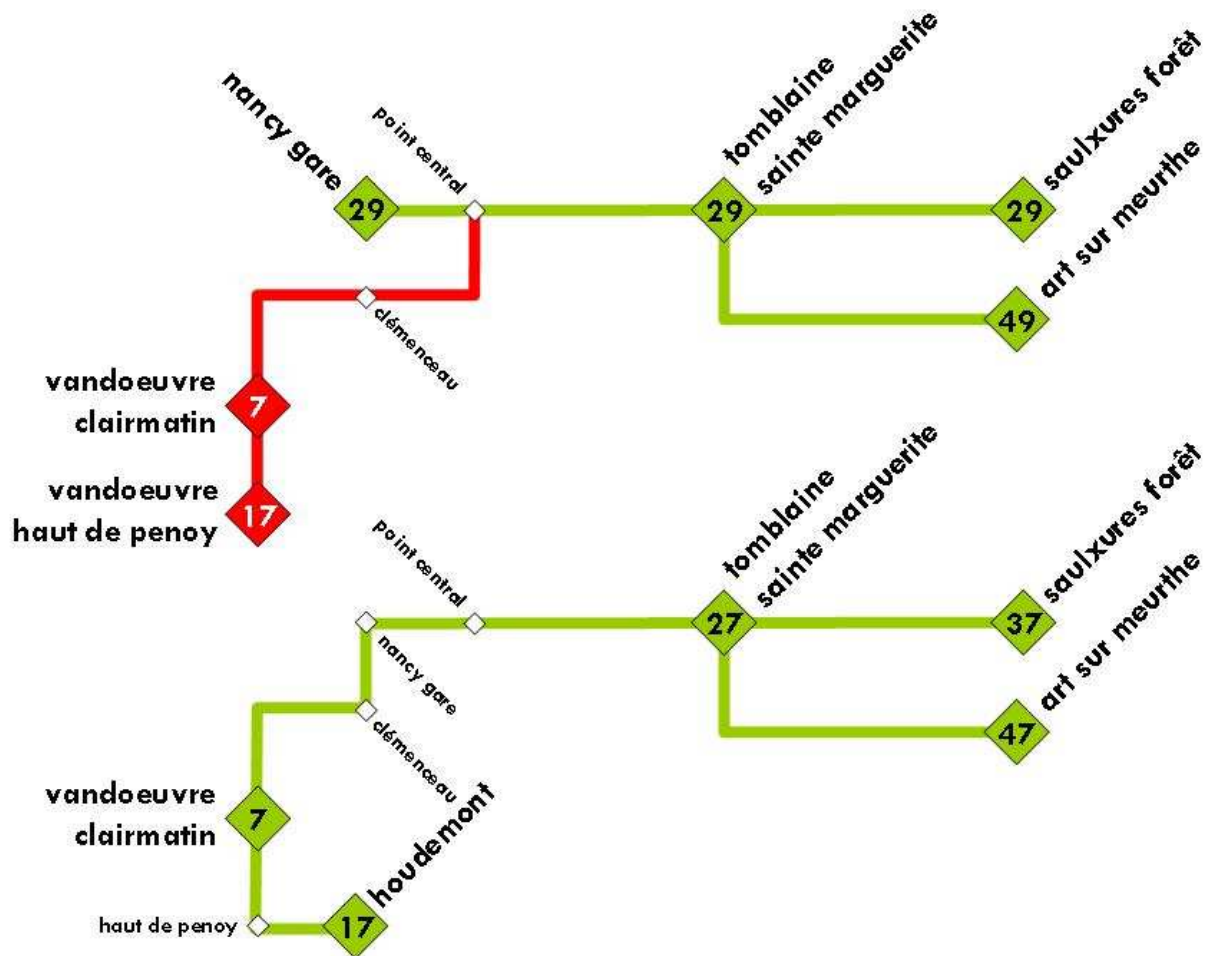 nancy gare
29
point central
tomblaine
sainte marguerite
29
saulxures forêt
29
art sur meurthe
49
clémenceau
vandoeuvre
clairmatin
7
vandoeuvre
haut de penoy
17
point central
tomblaine
sainte marguerite
27
saulxures forêt
37
art sur meurthe
47
nancy gare
clémenceau
vandoeuvre
clairmatin
7
houdemont
haut de penoy
17